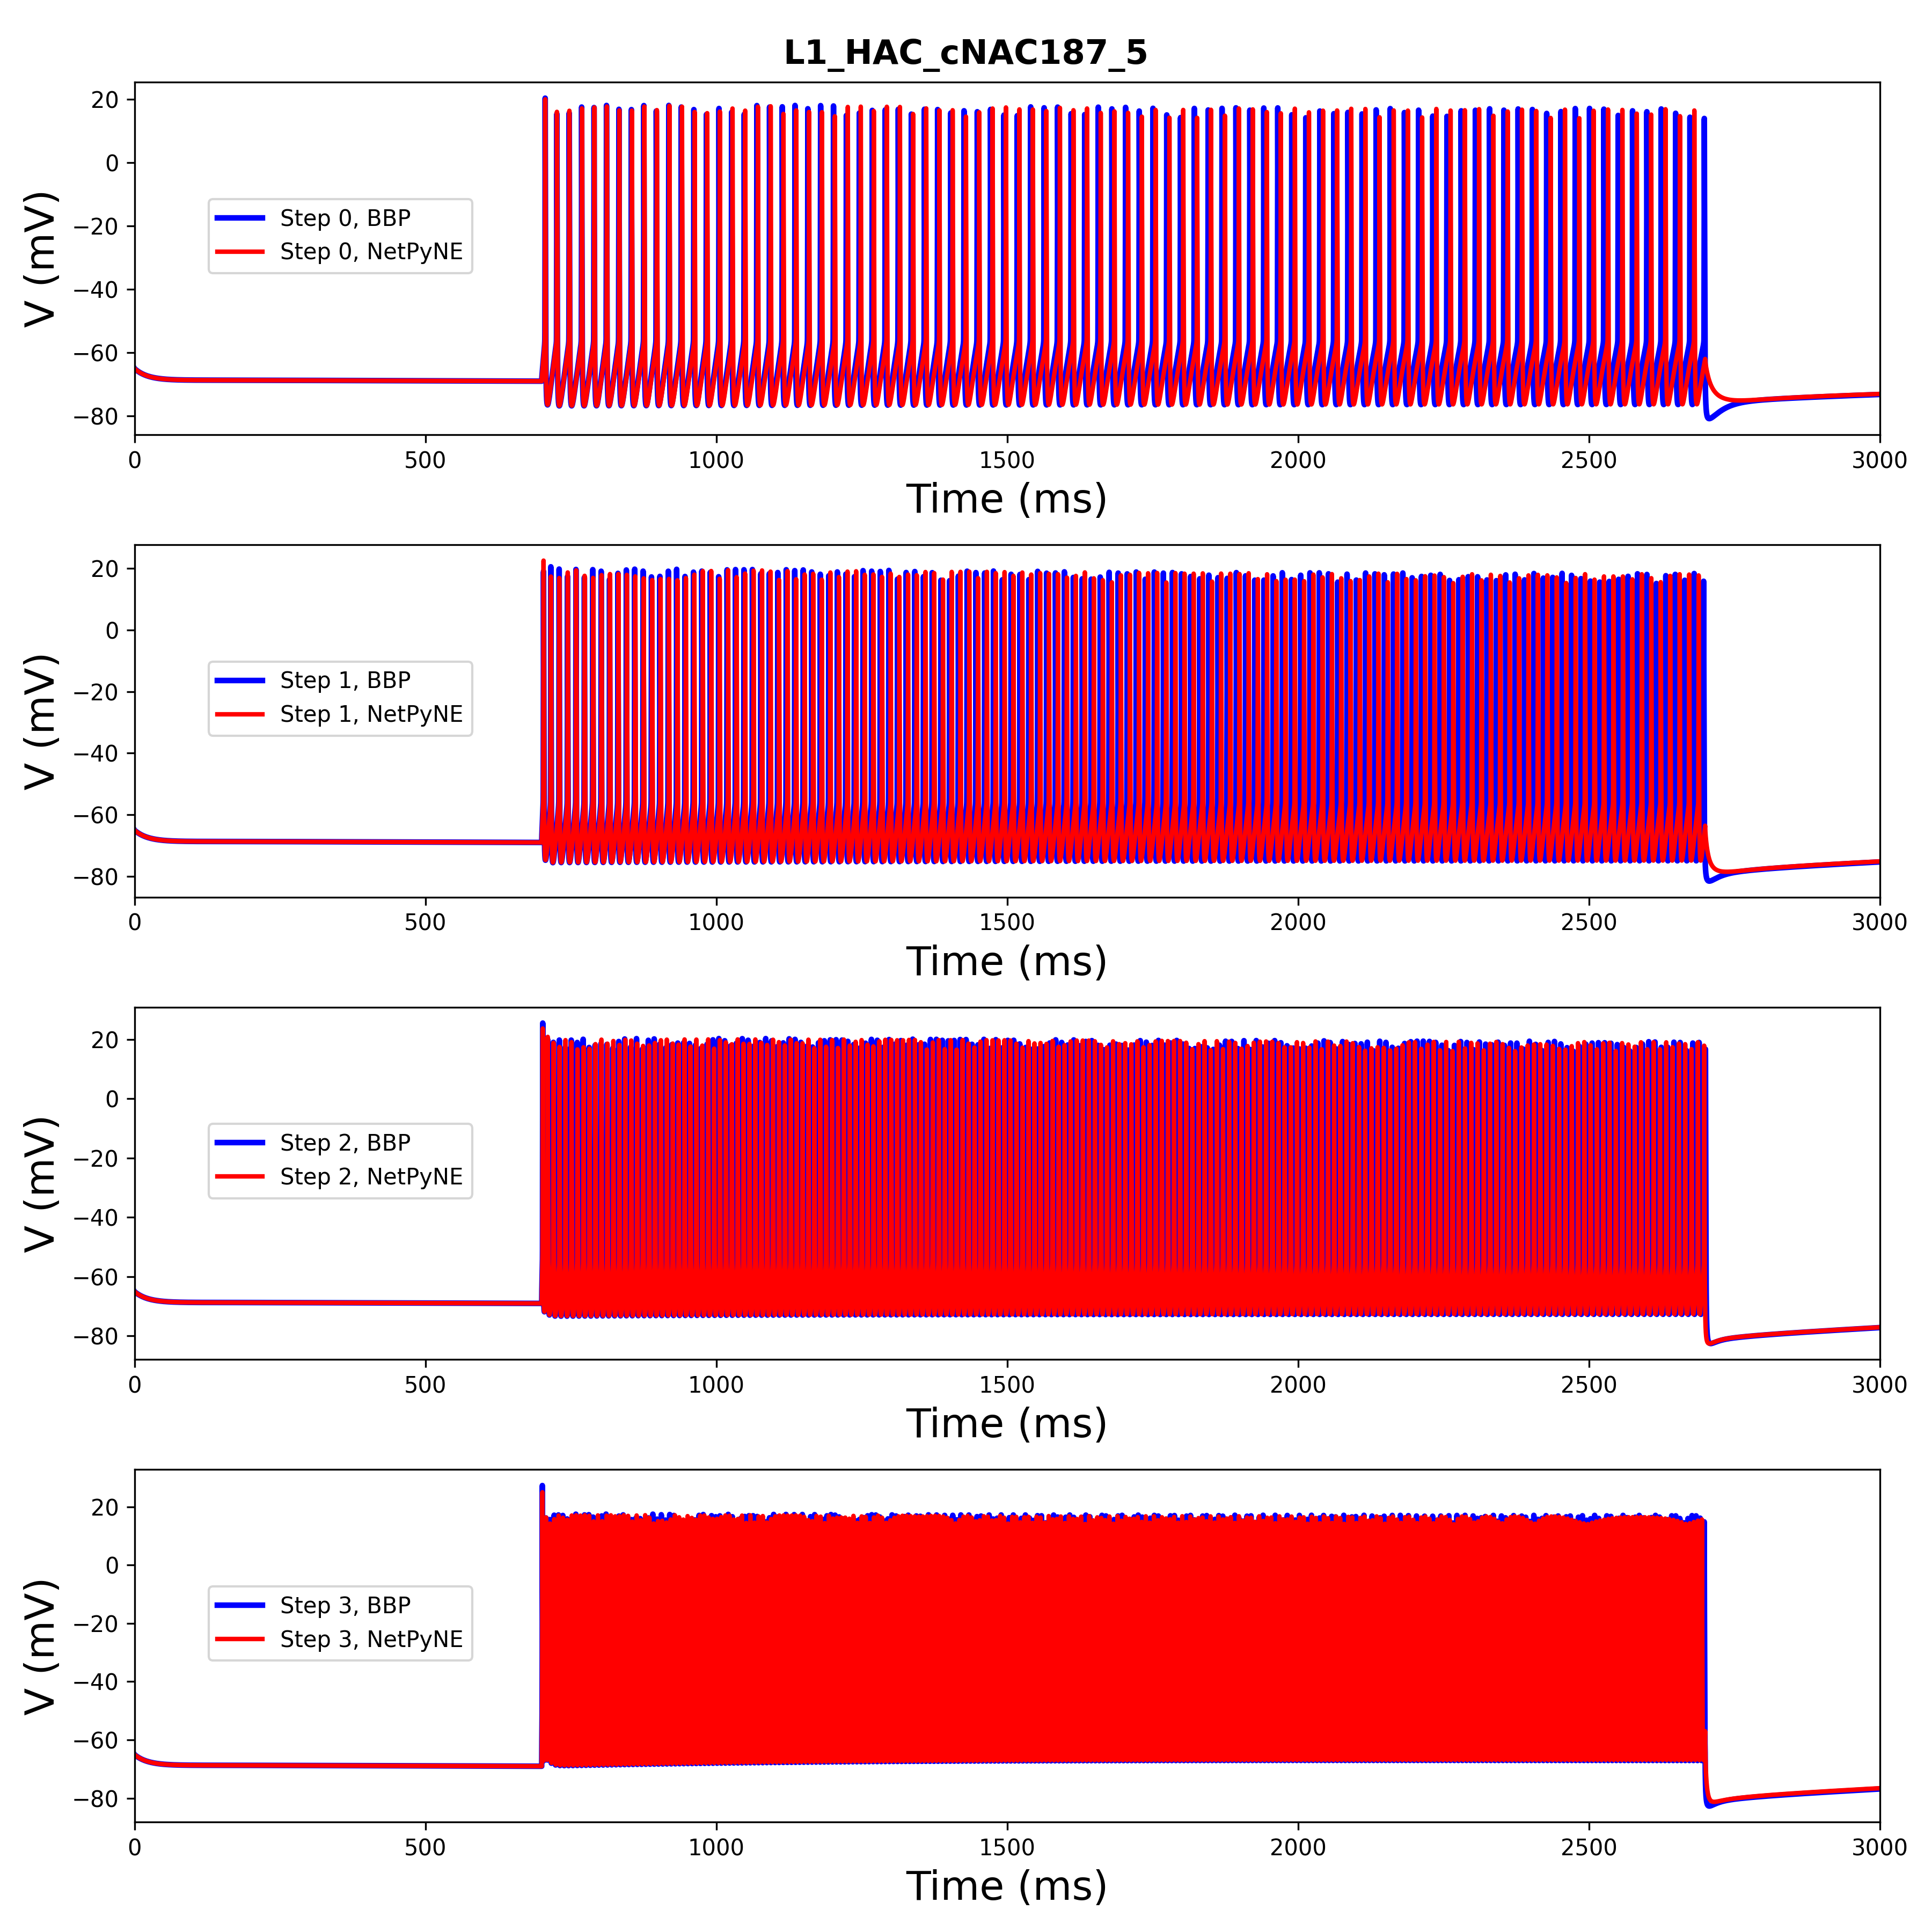 L1_HAC_cNAC187_5
20
0
−20
−40
−60
−80
V (mV)
Step 0, BBP
Step 0, NetPyNE
0 500 1000 1500 2000 2500 3000
Time (ms)
20
0
−20
−40
−60
−80
V (mV)
Step 1, BBP
Step 1, NetPyNE
0 500 1000 1500 2000 2500 3000
Time (ms)
20
0
−20
−40
−60
−80
V (mV)
Step 2, BBP
Step 2, NetPyNE
0 500 1000 1500 2000 2500 3000
Time (ms)
20
0
−20
−40
−60
−80
V (mV)
Step 3, BBP
Step 3, NetPyNE
0 500 1000 1500 2000 2500 3000
Time (ms)